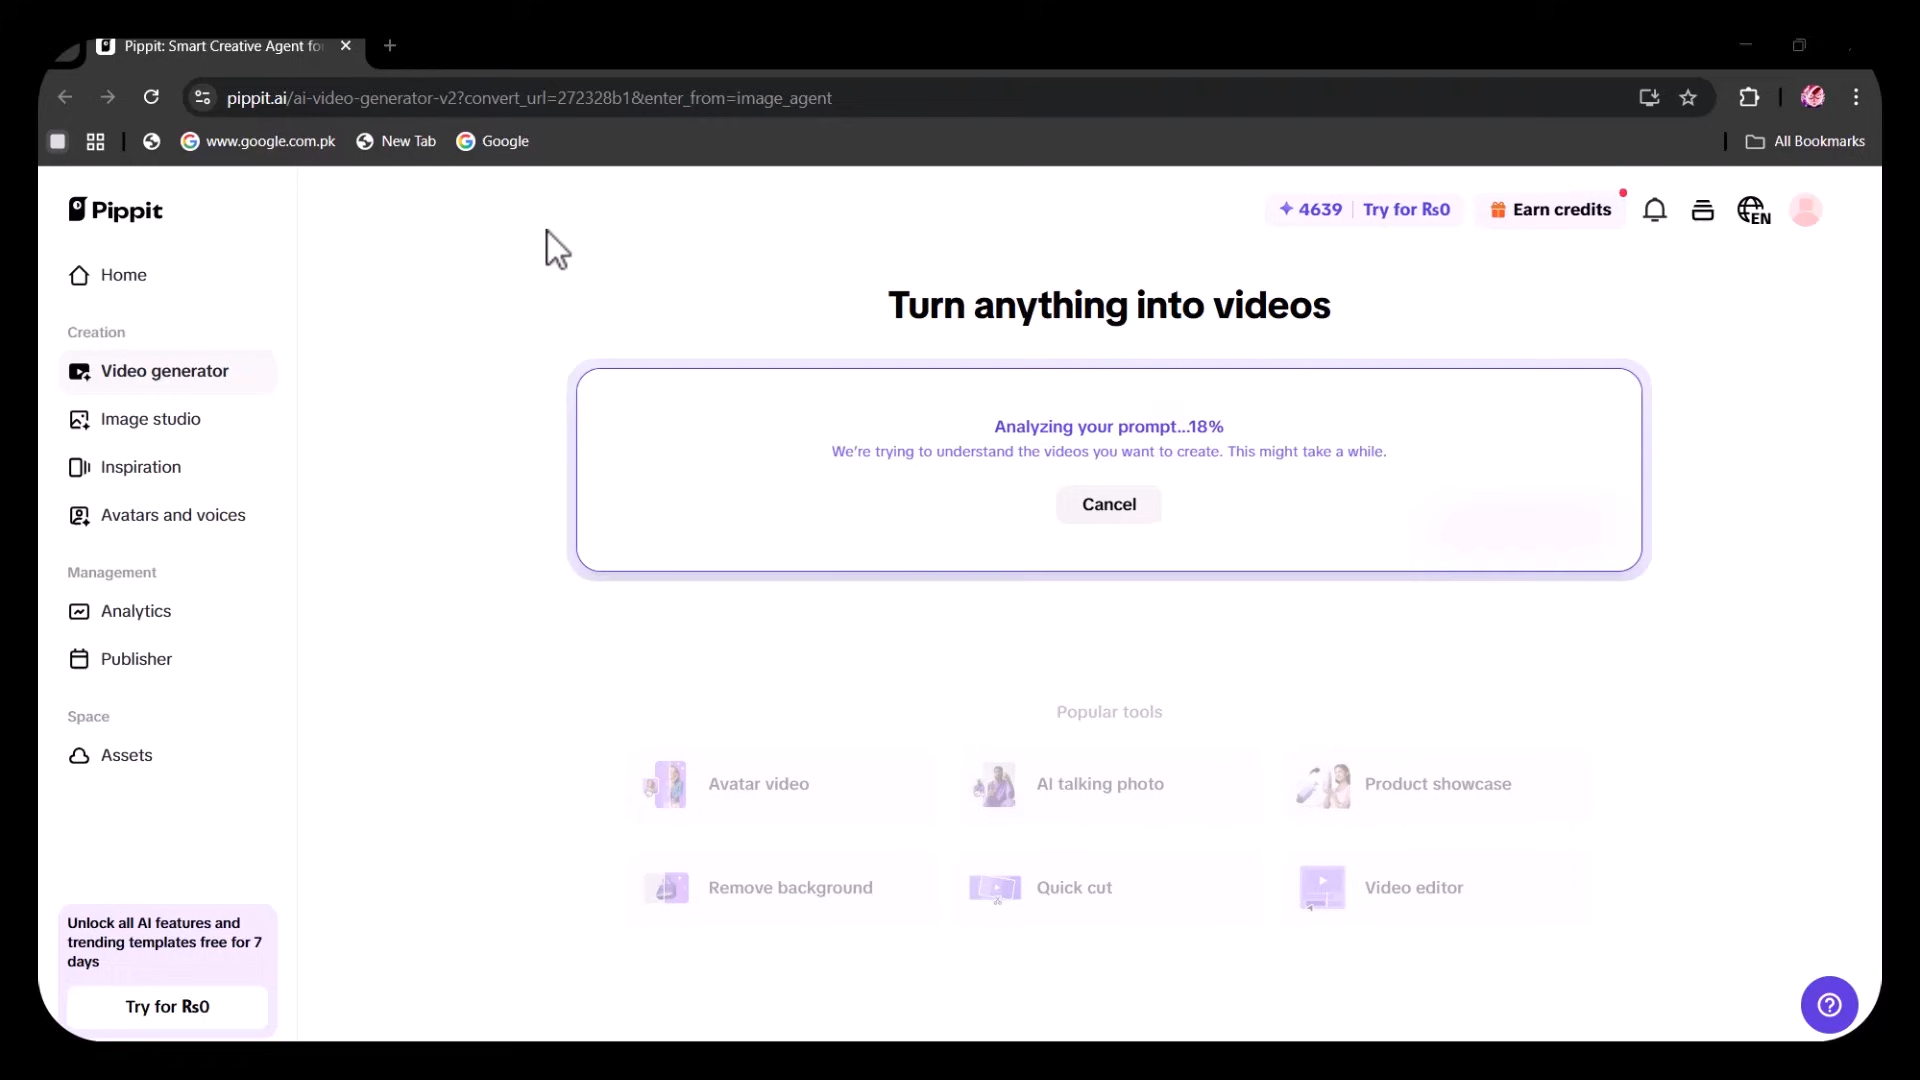 Pippit: Smart Creative Agent fo
pippit.ai/ai-video-generator-v2?convert_url=272328b1&enter_from=image_agent
www.google.com.pk
New Tab
Google
All Bookmarks
Pippit
4639
Try for Rs0
Earn credits
EN
Home
Creation
Video generator
Image studio
Inspiration
Avatars and voices
Management
Analytics
Publisher
Space
Assets
Unlock all AI features and
trending templates free for 7
days
Try for Rs0
Turn anything into videos
Analyzing your prompt...18%
We're trying to understand the videos you want to create. This might take a while.
Cancel
Popular tools
Avatar video
AI talking photo
Product showcase
Remove background
Quick cut
Video editor